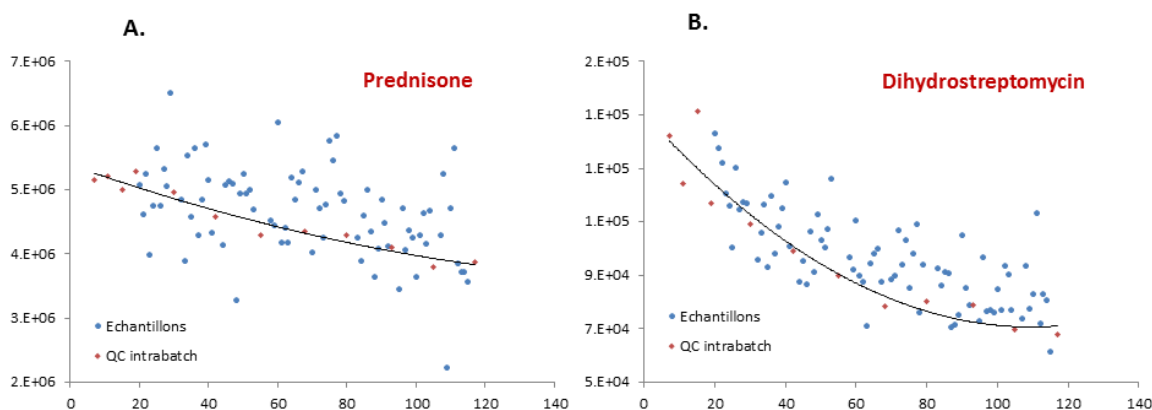 A.
Prednisone
7.E+06
6.E+06
5.E+06
4.E+06
3.E+06
2.E+06
Echantillons
QC intrabatch
0 20 40 60 80 100 120 140
B.
Dihydrostreptomycin
2.E+05
1.E+05
1.E+05
1.E+05
9.E+04
7.E+04
5.E+04
Echantillons
QC intrabatch
0 20 40 60 80 100 120 140